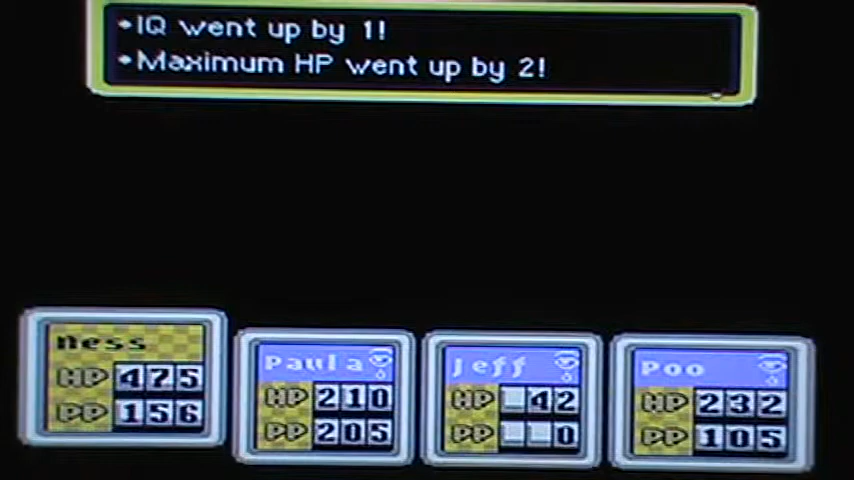 •IQ went up by 1!
•Maximum HP went up by 2!
ness
HP 475
PP 156
Paula
HP 210
PP 205
Jeff
HP 42
PP 0
Poo
HP 232
PP 105